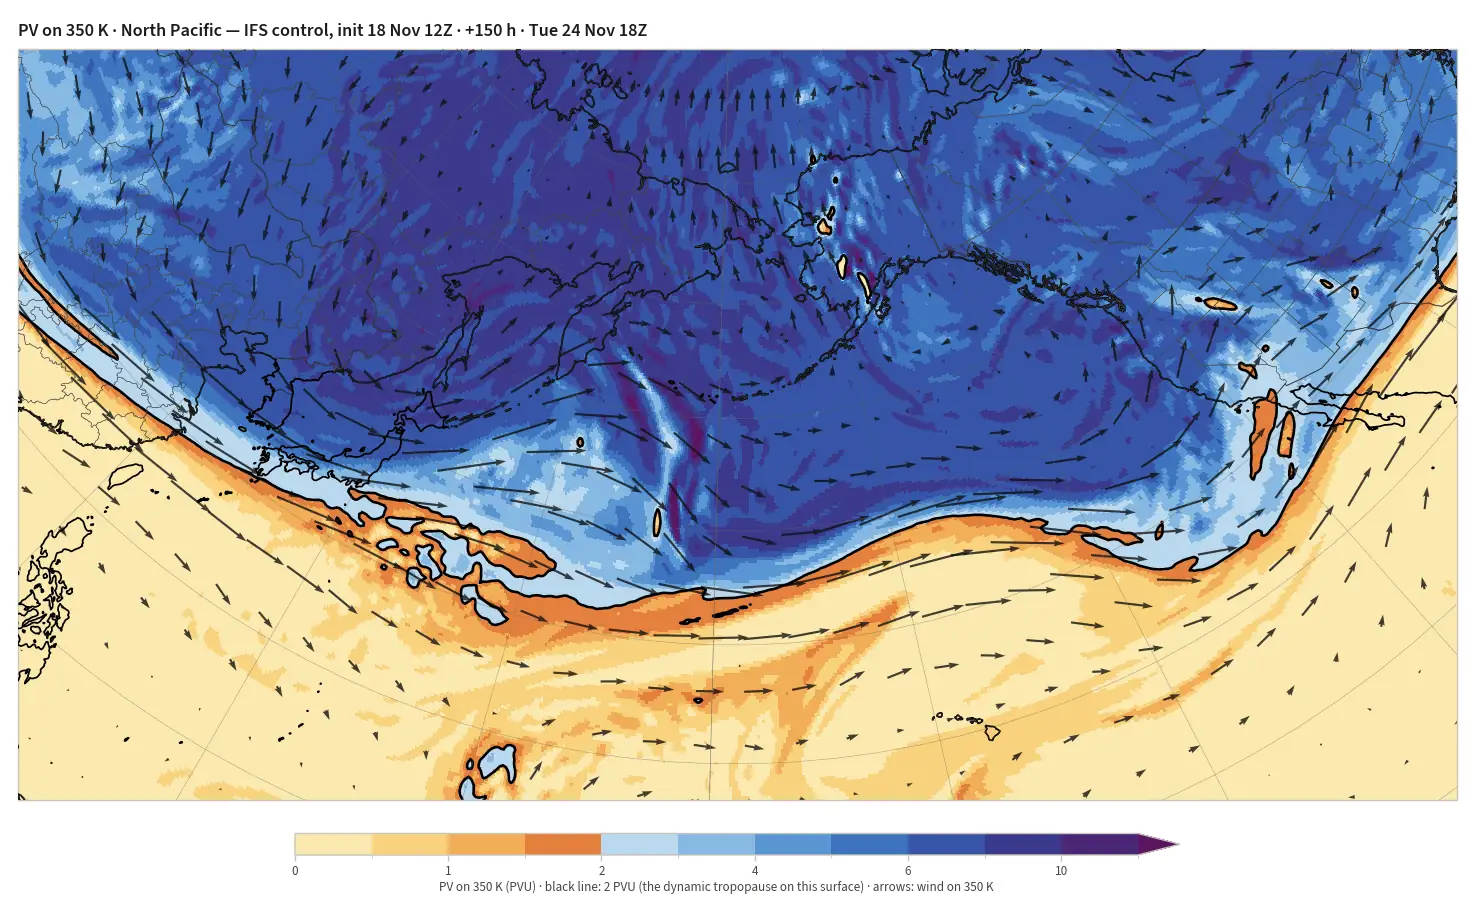 PV on 350 K · North Pacific — IFS control, init 18 Nov 12Z · +150 h · Tue 24 Nov 18Z
0 1 2 4 6 10
PV on 350 K (PVU) · black line: 2 PVU (the dynamic tropopause on this surface) · arrows: wind on 350 K